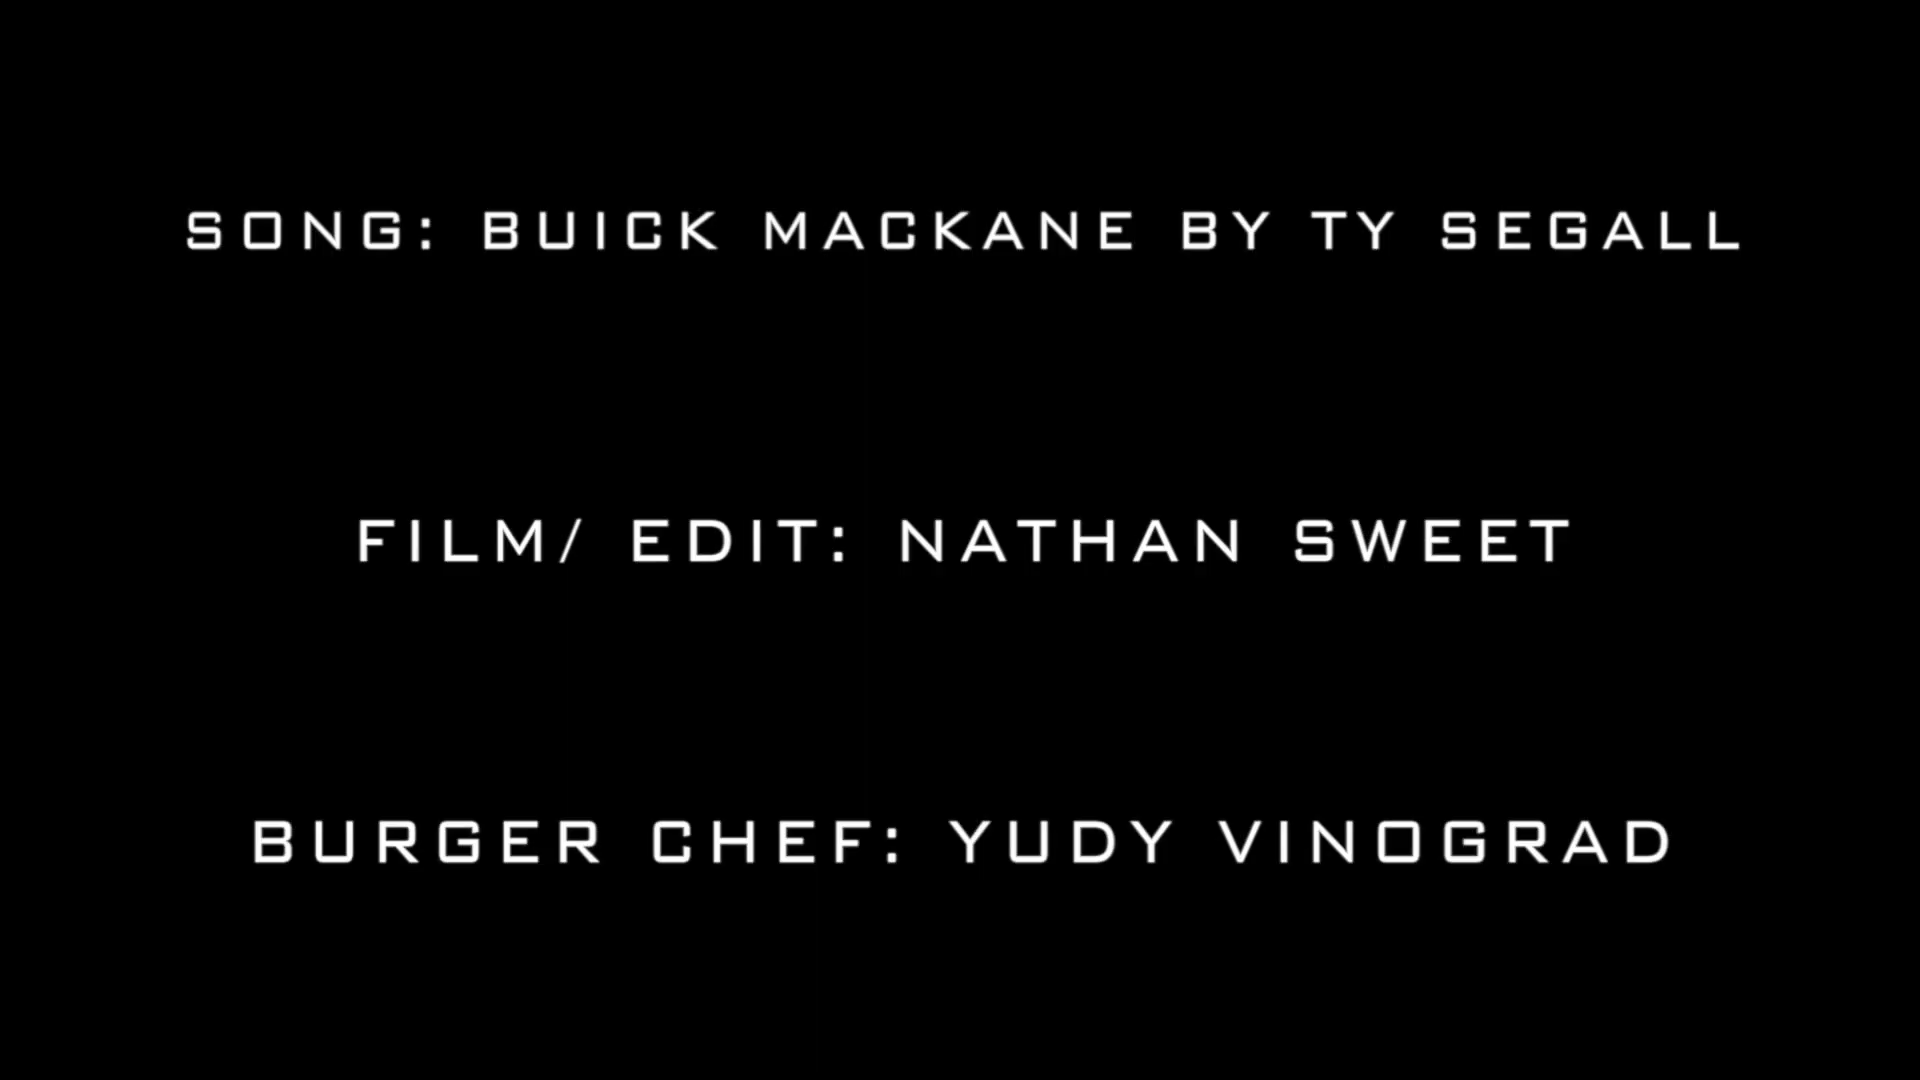 SONG: BUICK MACKANE BY TY SEGALL
FILM/ EDIT: NATHAN SWEET
BURGER CHEF: YUDY VINOGRAD